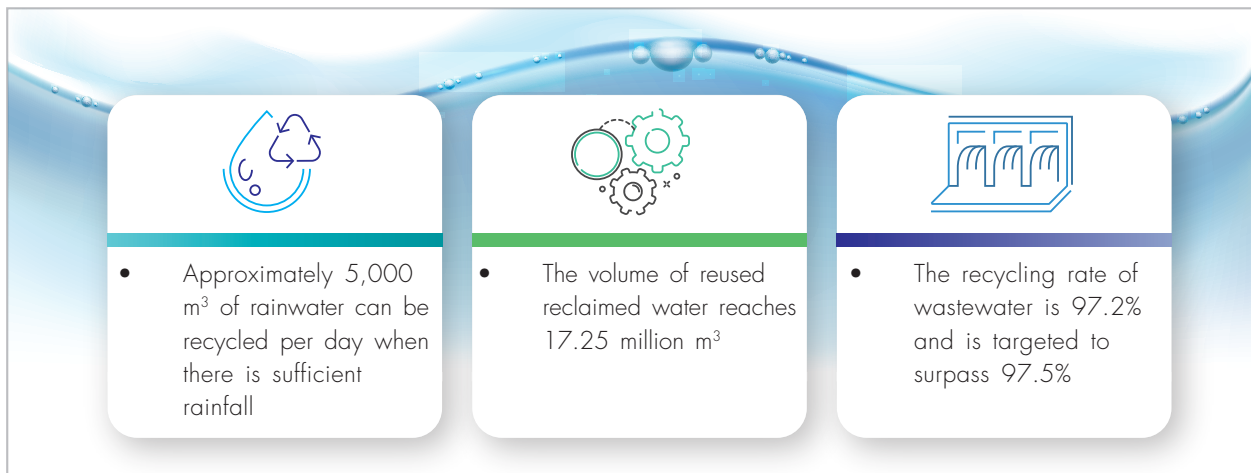 • Approximately 5,000
m³ of rainwater can be
recycled per day when
there is sufficient
rainfall
• The volume of reused
reclaimed water reaches
17.25 million m³
• The recycling rate of
wastewater is 97.2%
and is targeted to
surpass 97.5%